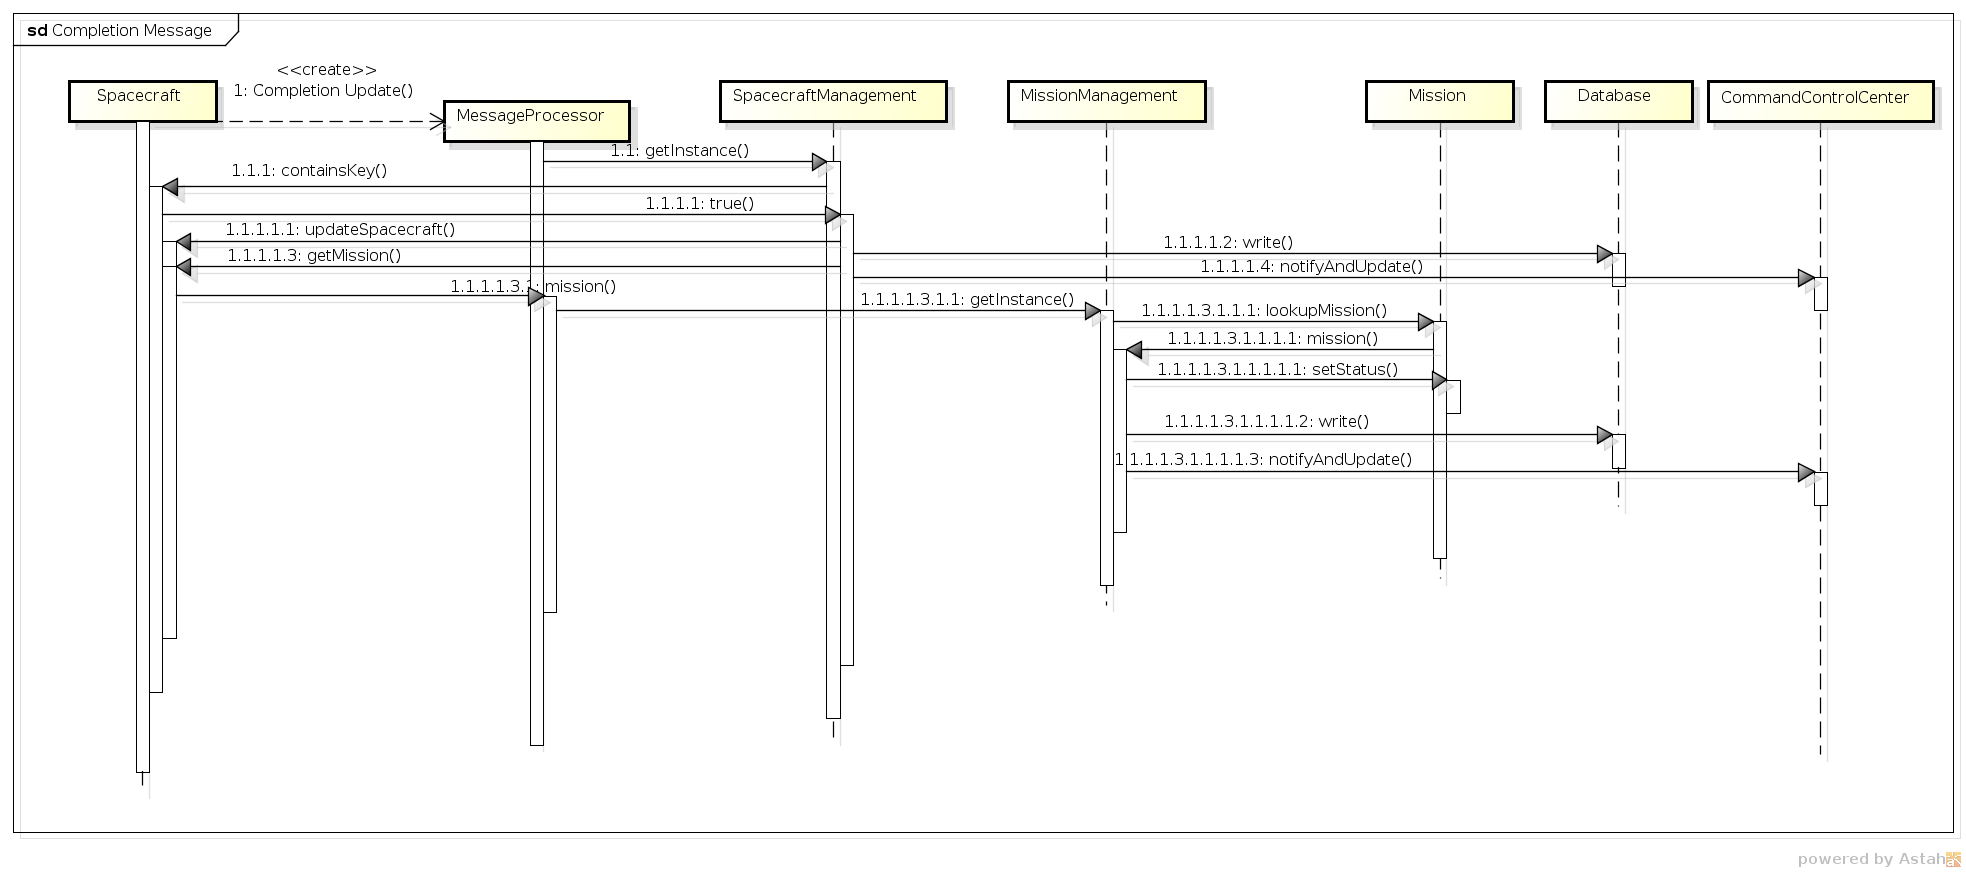 sd Completion Message
<<create>>
1: Completion Update()
Spacecraft
MessageProcessor
SpacecraftManagement
MissionManagement
Mission
Database
CommandControlCenter
1.1: getInstance()
1.1.1: containsKey()
1.1.1.1: true()
1.1.1.1.1: updateSpacecraft()
1.1.1.1.2: write()
1.1.1.1.3: getMission()
1.1.1.1.4: notifyAndUpdate()
1.1.1.1.3.1: mission()
1.1.1.1.3.1.1: getInstance()
1.1.1.1.3.1.1.1: lookupMission()
1.1.1.1.3.1.1.1.1: mission()
1.1.1.1.3.1.1.1.1.1: setStatus()
1.1.1.1.3.1.1.1.1.2: write()
1 1.1.1.3.1.1.1.1.3: notifyAndUpdate()
powered by Astah